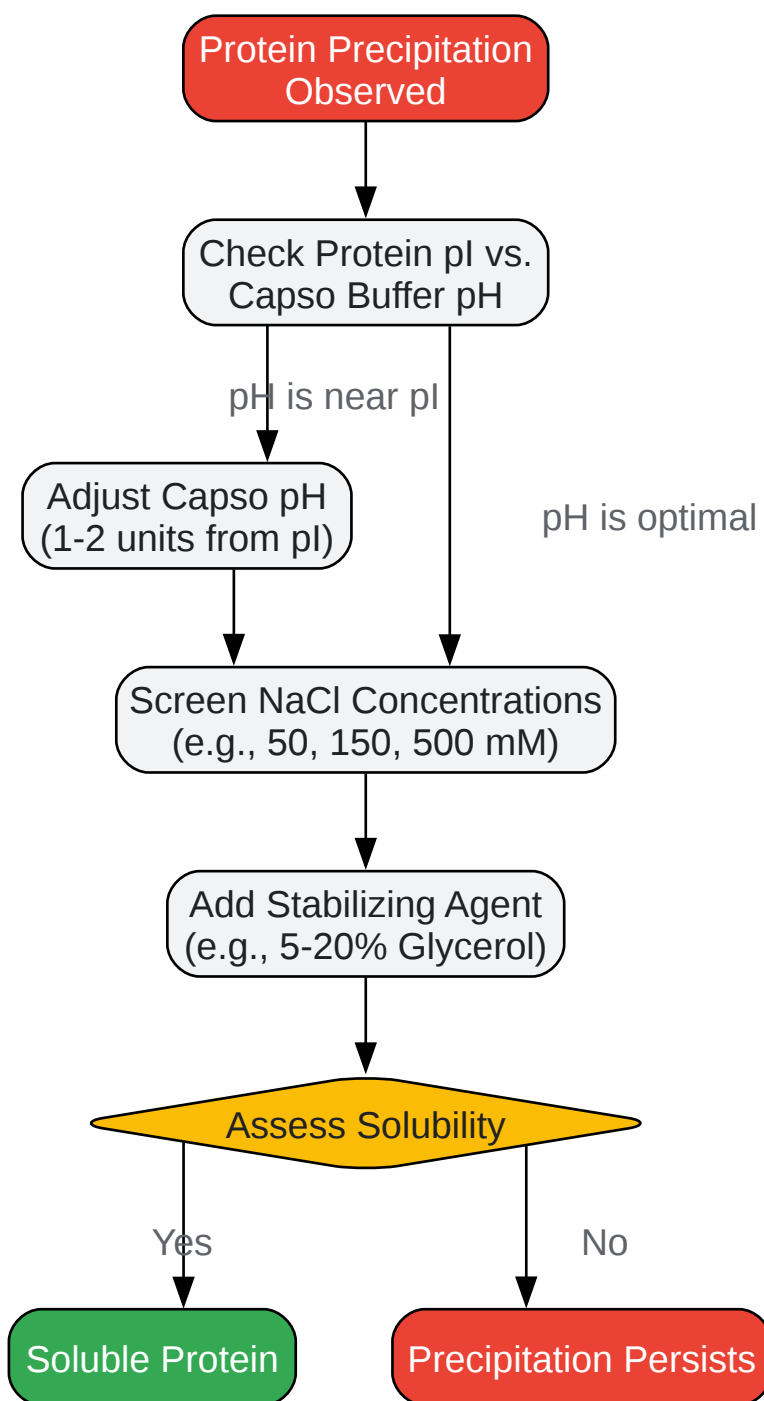 Protein Precipitation
Observed
Check Protein pI vs.
Capso Buffer pH
pH is near pI
Adjust Capso pH
(1-2 units from pI)
pH is optimal
Screen NaCl Concentrations
(e.g., 50, 150, 500 mM)
Add Stabilizing Agent
(e.g., 5-20% Glycerol)
Assess Solubility
Yes
No
Soluble Protein
Precipitation Persists